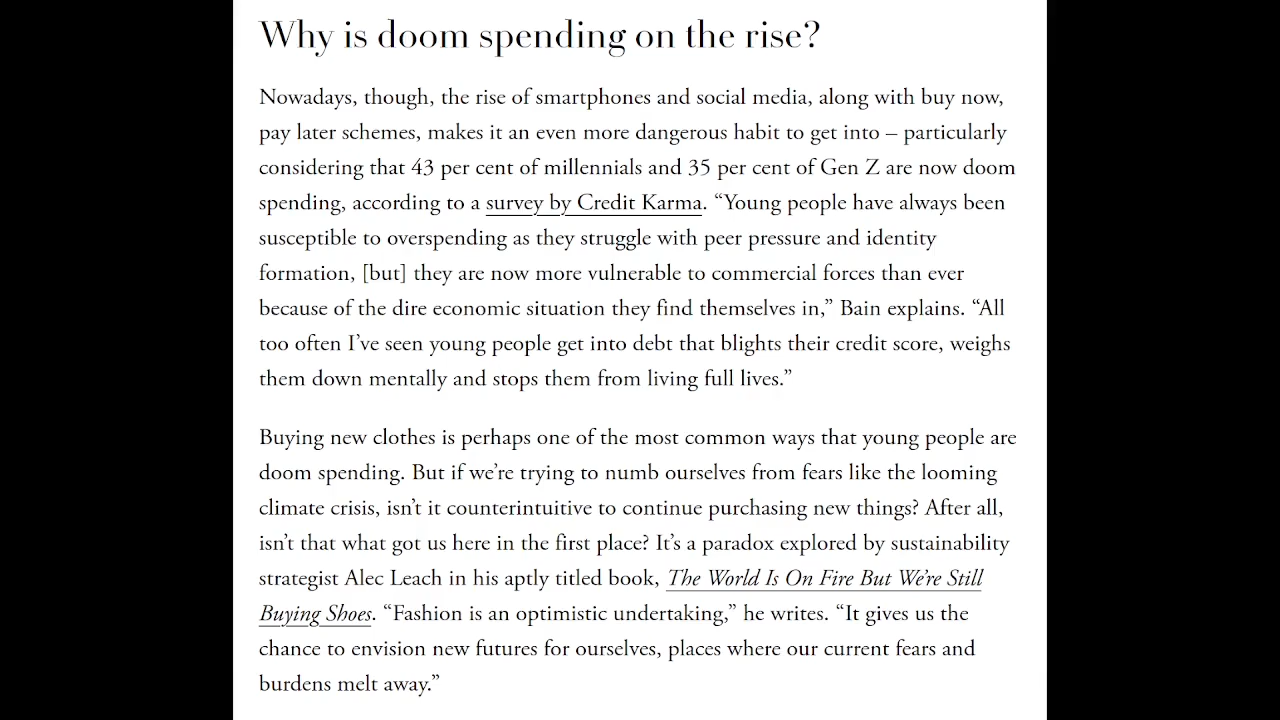 Why is doom spending on the rise?
Nowadays, though, the rise of smartphones and social media, along with buy now,
pay later schemes, makes it an even more dangerous habit to get into – particularly
considering that 43 per cent of millennials and 35 per cent of Gen Z are now doom
spending, according to a survey by Credit Karma. “Young people have always been
susceptible to overspending as they struggle with peer pressure and identity
formation, [but] they are now more vulnerable to commercial forces than ever
because of the dire economic situation they find themselves in,” Bain explains. “All
too often I’ve seen young people get into debt that blights their credit score, weighs
them down mentally and stops them from living full lives.”
Buying new clothes is perhaps one of the most common ways that young people are
doom spending. But if we’re trying to numb ourselves from fears like the looming
climate crisis, isn’t it counterintuitive to continue purchasing new things? After all,
isn’t that what got us here in the first place? It’s a paradox explored by sustainability
strategist Alec Leach in his aptly titled book, The World Is On Fire But We’re Still
Buying Shoes. “Fashion is an optimistic undertaking,” he writes. “It gives us the
chance to envision new futures for ourselves, places where our current fears and
burdens melt away.”